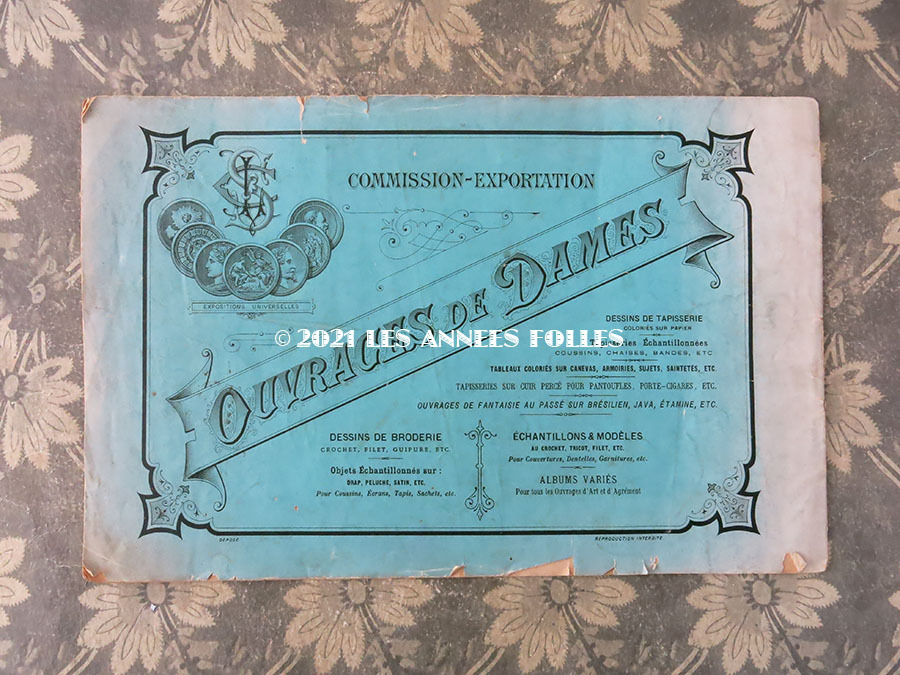 COMMISSION-EXPORTATION
EXPOSITIONS UNIVERSELLES
OUVRAGES DE DAMES
© 2021 LES ANNEES FOLLES
DESSINS DE TAPISSERIE
COLORIÉS SUR PAPIER
Tapisseries Échantillonnées
COUSSINS, CHAISES, BANDES, ETC
TABLEAUX COLORIÉS SUR CANEVAS, ARMOIRIES, SUJETS, SAINTETÉS, ETC.
TAPISSERIES SUR CUIR PERCÉ POUR PANTOUFLES, PORTE-CIGARES, ETC.
OUVRAGES DE FANTAISIE AU PASSÉ SUR BRÉSILIEN, JAVA, ÉTAMINE, ETC.
DESSINS DE BRODERIE
CROCHET, FILET, GUIPURE, ETC.
Objets Échantillonnés sur :
DRAP, PELUCHE, SATIN, ETC.
Pour Coussins, Écrans, Tapis, Sachets, etc.
ÉCHANTILLONS & MODÈLES
AU CROCHET, TRICOT, FILET, ETC.
Pour Couvertures, Dentelles, Garnitures, etc.
ALBUMS VARIÉS
Pour tous les Ouvrages d'Art et d'Agrément
DÉPOSÉ
REPRODUCTION INTERDITE